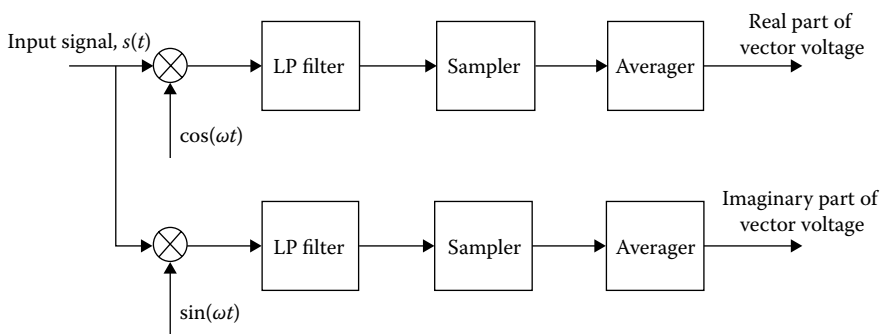 Input signal, s(t)
LP filter
Sampler
Averager
Real part of
vector voltage
cos(ωt)
LP filter
Sampler
Averager
Imaginary part of
vector voltage
sin(ωt)